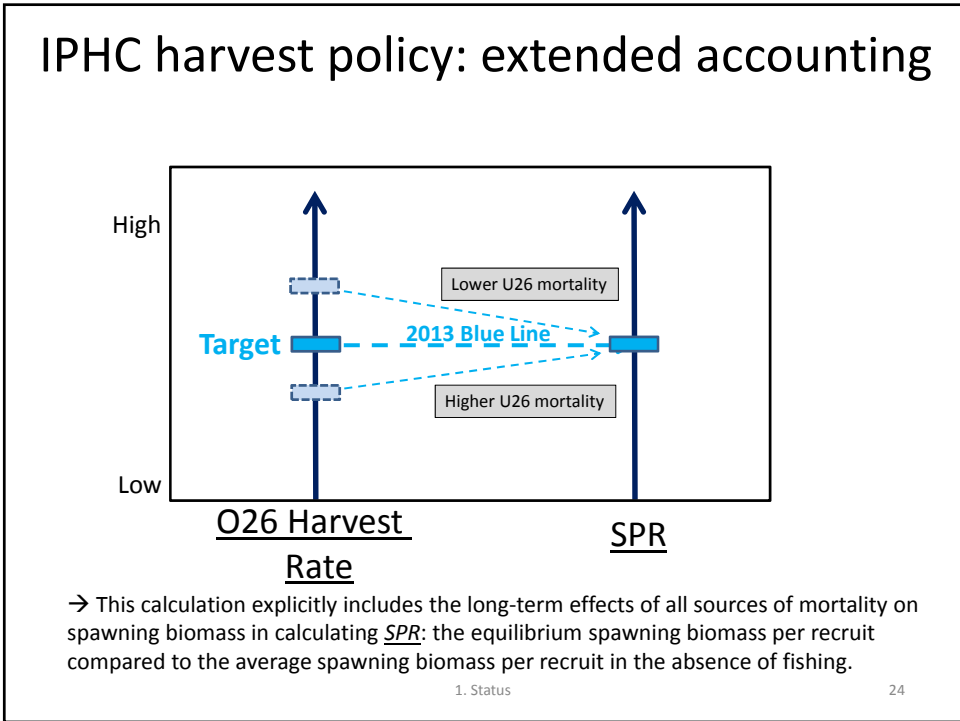 IPHC harvest policy: extended accounting
High
Lower U26 mortality
Target
2013 Blue Line
Higher U26 mortality
Low
O26 Harvest
Rate
SPR
→ This calculation explicitly includes the long-term effects of all sources of mortality on
spawning biomass in calculating SPR: the equilibrium spawning biomass per recruit
compared to the average spawning biomass per recruit in the absence of fishing.
1. Status
24